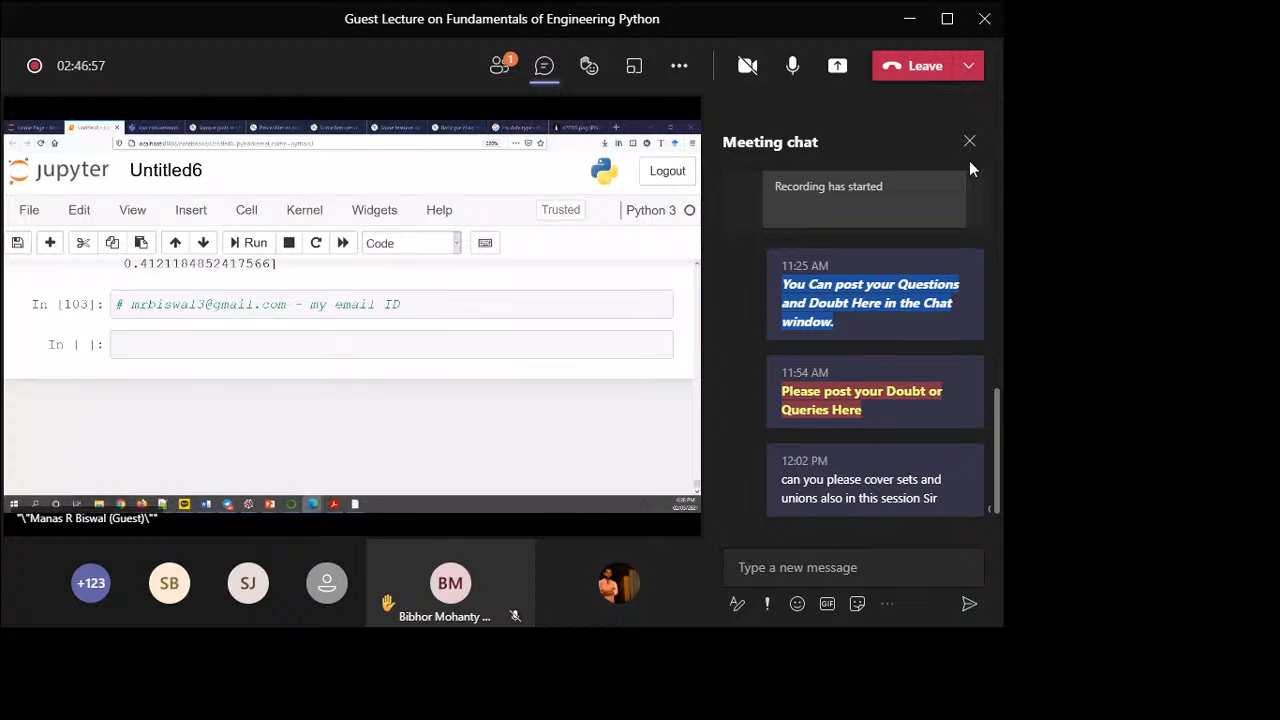 Guest Lecture on Fundamentals of Engineering Python
02:46:57
1
Leave
jupyter Untitled6
Logout
File Edit View Insert Cell Kernel Widgets Help
Trusted
Python 3
Run
Code
0.4121184852417566]
In [103]: # mrbiswal3@gmail.com - my email ID
In [ ]:
"\"Manas R Biswal (Guest)\""
+123
SB
SJ
BM
Bibhor Mohanty ...
Meeting chat
Recording has started
11:25 AM
You Can post your Questions
and Doubt Here in the Chat
window.
11:54 AM
Please post your Doubt or
Queries Here
12:02 PM
can you please cover sets and
unions also in this session Sir
Type a new message
GIF